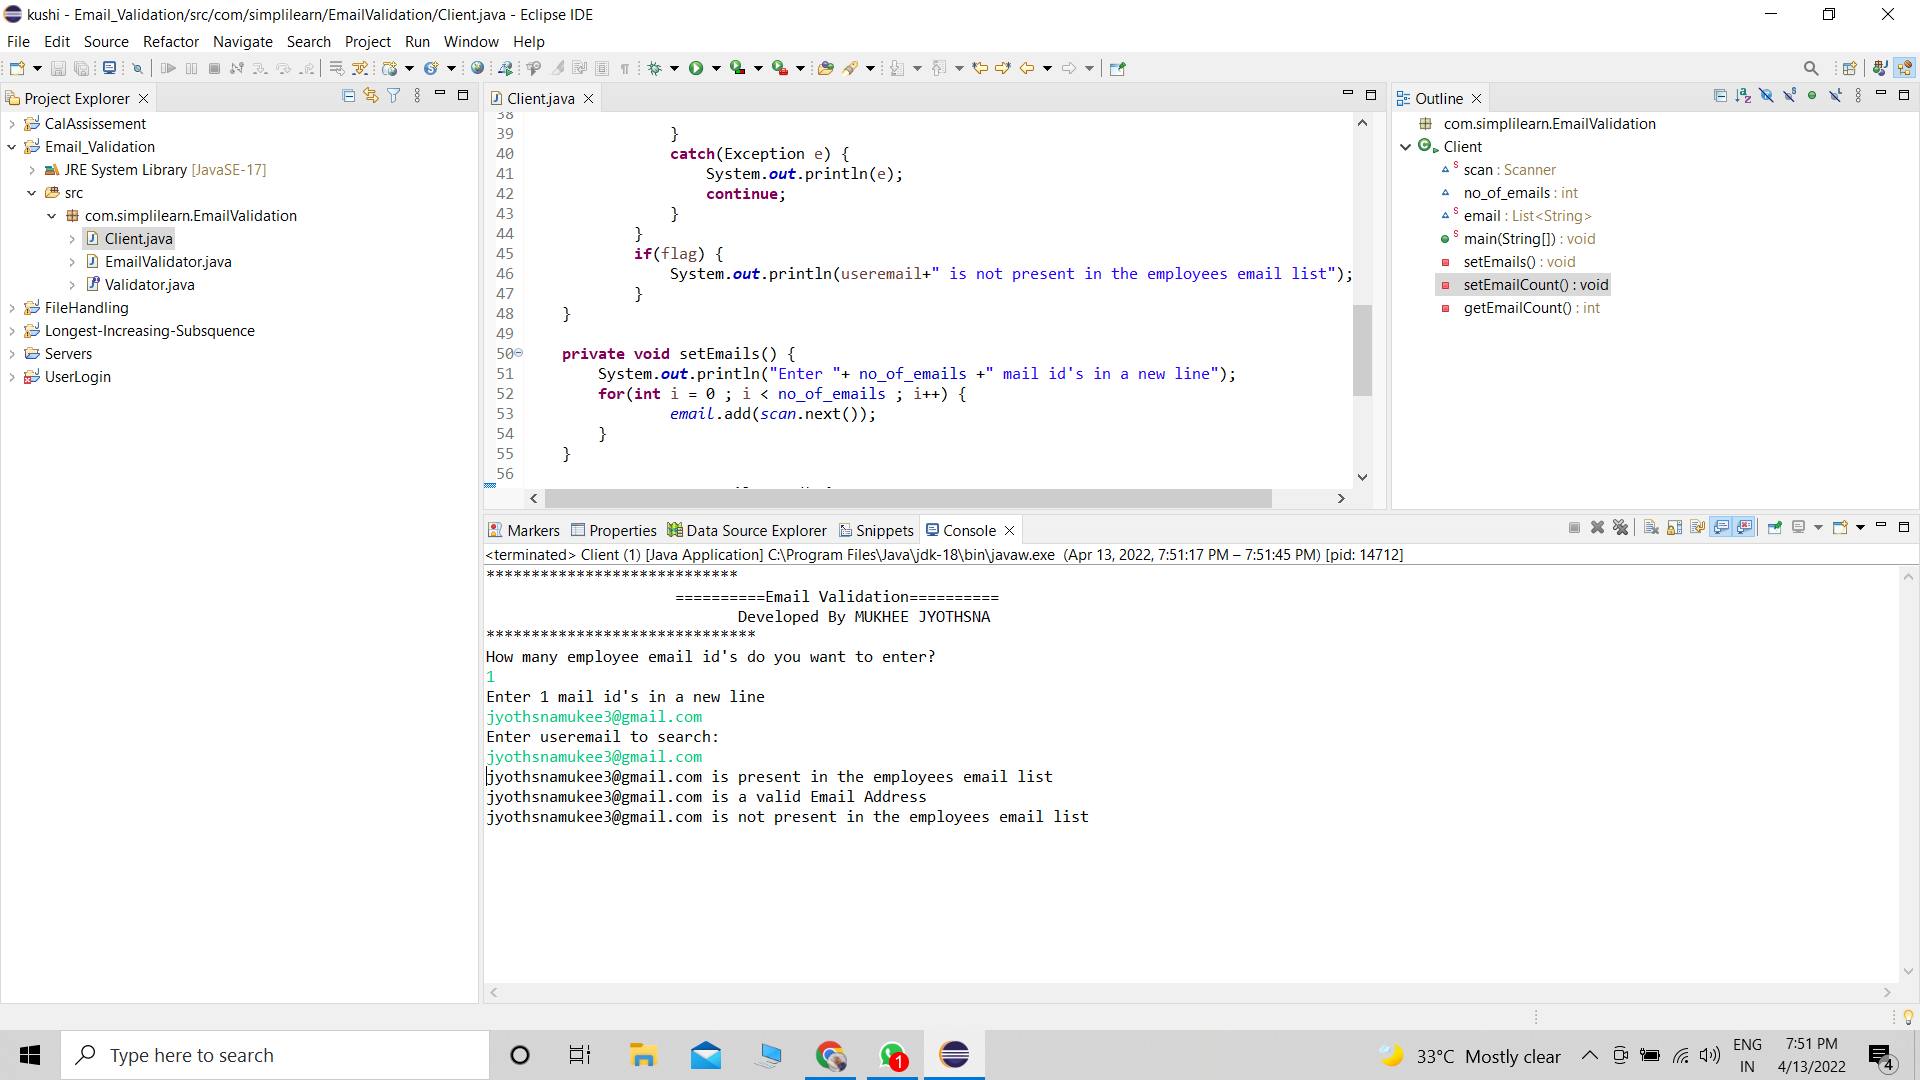 kushi - Email_Validation/src/com/simplilearn/EmailValidation/Client.java - Eclipse IDE
File Edit Source Refactor Navigate Search Project Run Window Help
Project Explorer
CalAssissement
Email_Validation
JRE System Library [JavaSE-17]
src
com.simplilearn.EmailValidation
Client.java
EmailValidator.java
Validator.java
FileHandling
Longest-Increasing-Subsquence
Servers
UserLogin
Client.java
38
39 }
40 catch(Exception e) {
41 System.out.println(e);
42 continue;
43 }
44 }
45 if(flag) {
46 System.out.println(useremail+" is not present in the employees email list");
47 }
48 }
49
50 private void setEmails() {
51 System.out.println("Enter "+ no_of_emails +" mail id's in a new line");
52 for(int i = 0 ; i < no_of_emails ; i++) {
53 email.add(scan.next());
54 }
55 }
56
Outline
com.simplilearn.EmailValidation
Client
scan : Scanner
no_of_emails : int
email : List<String>
main(String[]) : void
setEmails() : void
setEmailCount() : void
getEmailCount() : int
Markers Properties Data Source Explorer Snippets Console
<terminated> Client (1) [Java Application] C:\Program Files\Java\jdk-18\bin\javaw.exe (Apr 13, 2022, 7:51:17 PM – 7:51:45 PM) [pid: 14712]
****************************
==========Email Validation==========
Developed By MUKHEE JYOTHSNA
******************************
How many employee email id's do you want to enter?
1
Enter 1 mail id's in a new line
jyothsnamukee3@gmail.com
Enter useremail to search:
jyothsnamukee3@gmail.com
jyothsnamukee3@gmail.com is present in the employees email list
jyothsnamukee3@gmail.com is a valid Email Address
jyothsnamukee3@gmail.com is not present in the employees email list
Type here to search
1
33°C Mostly clear
ENG
IN
7:51 PM
4/13/2022
4